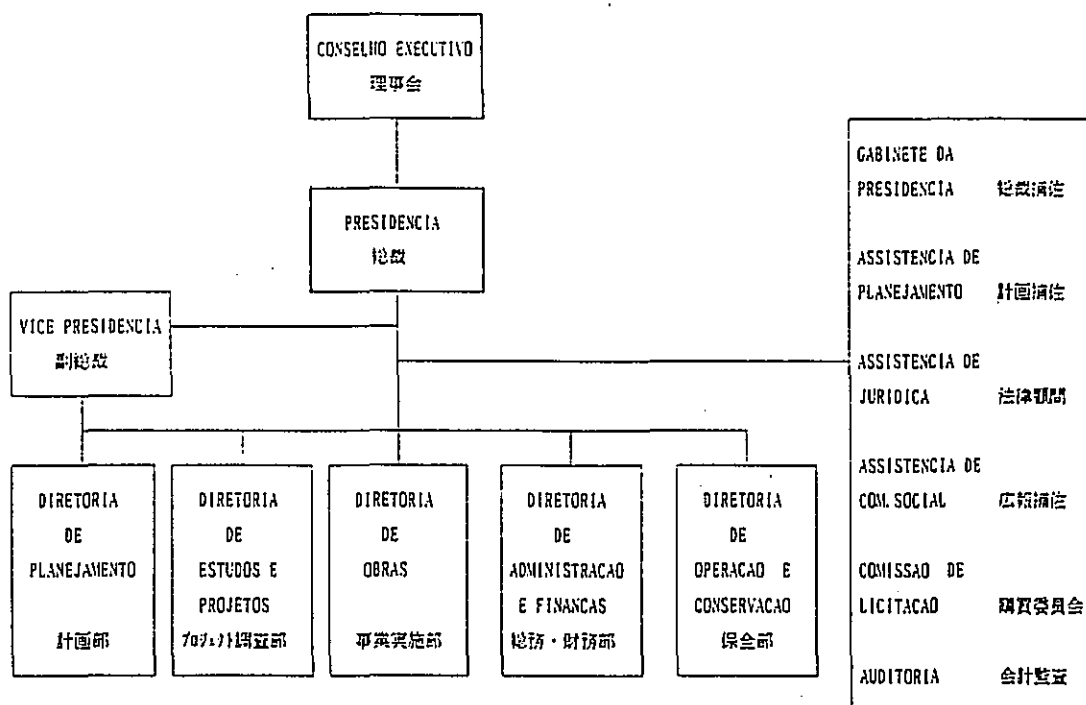 CONSELHO EXECUTIVO
理事会
PRESIDENCIA
総裁
VICE PRESIDENCIA
副総裁
GABINETE DA
PRESIDENCIA 総裁補佐
ASSISTENCIA DE
PLANEJAMENTO 計画補佐
ASSISTENCIA DE
JURIDICA 法律顧問
ASSISTENCIA DE
COM. SOCIAL 広報補佐
COMISSAO DE
LICITACAO 購買委員会
AUDITORIA 会計監査
DIRETORIA
DE
PLANEJAMENTO
計画部
DIRETORIA
DE
ESTUDOS E
PROJETOS
プロジェクト調査部
DIRETORIA
DE
OBRAS
事業実施部
DIRETORIA
DE
ADMINISTRACAO
E FINANCAS
総務・財務部
DIRETORIA
DE
OPERACAO E
CONSERVACAO
保全部